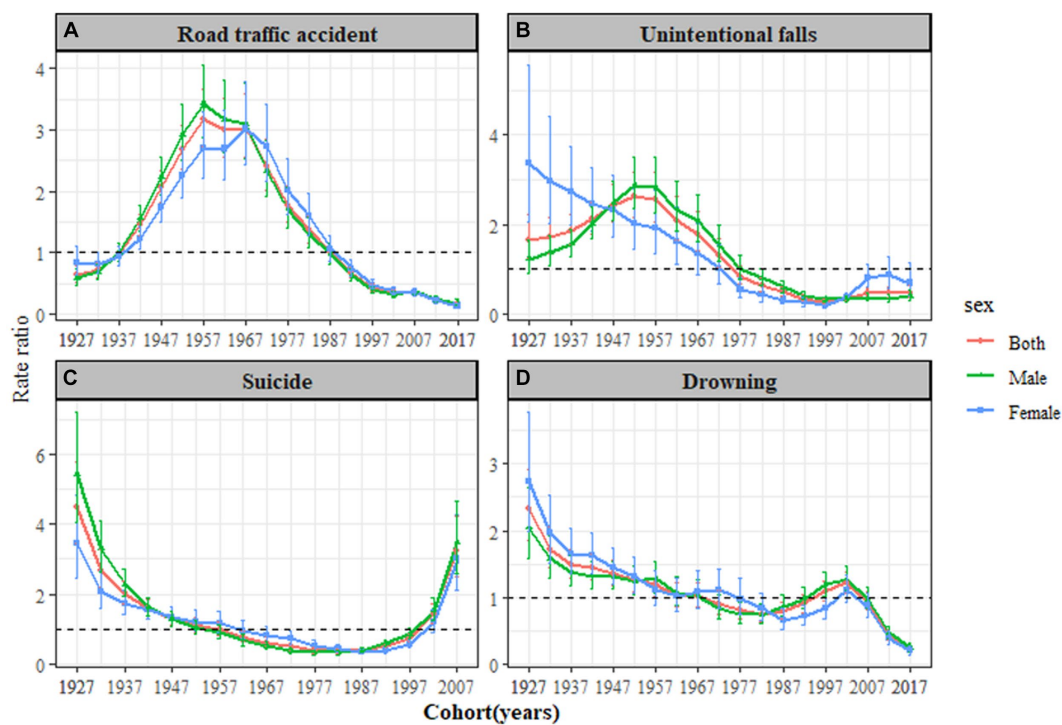 A
Road traffic accident
B
Unintentional falls
4
3
2
1
0
4
2
1
0
1927 1937 1947 1957 1967 1977 1987 1997 2007 2017
1927 1937 1947 1957 1967 1977 1987 1997 2007 2017
Rate ratio
C
Suicide
D
Drowning
6
4
2
1
0
3
2
1
0
1927 1937 1947 1957 1967 1977 1987 1997 2007
1927 1937 1947 1957 1967 1977 1987 1997 2007 2017
Cohort(years)
sex
Both
Male
Female